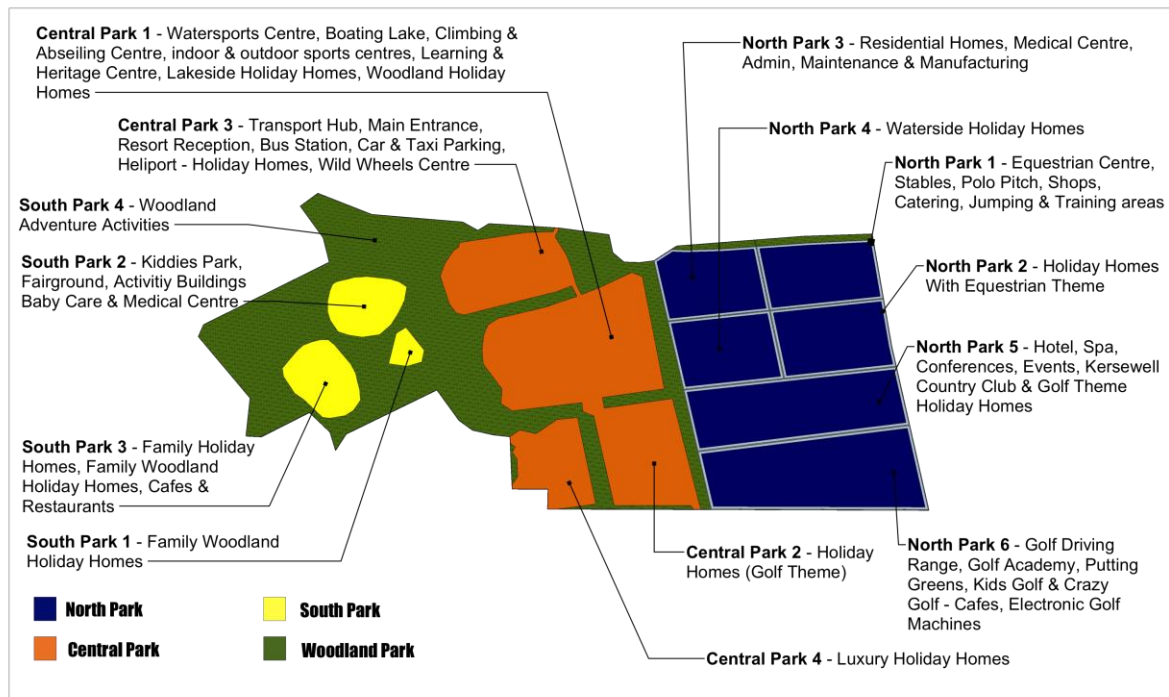 Central Park 1 - Watersports Centre, Boating Lake, Climbing &
Abseiling Centre, indoor & outdoor sports centres, Learning
& Heritage Centre, Lakeside Holiday Homes, Woodland Holiday
Homes
Central Park 3 - Transport Hub, Main Entrance,
Resort Reception, Bus Station, Car & Taxi Parking,
Heliport - Holiday Homes, Wild Wheels Centre
South Park 4 - Woodland
Adventure Activities
South Park 2 - Kiddies Park,
Fairground, Activitiy Buildings
Baby Care & Medical Centre
South Park 3 - Family Holiday
Homes, Family Woodland
Holiday Homes, Cafes &
Restaurants
South Park 1 - Family Woodland
Holiday Homes
North Park 3 - Residential Homes, Medical Centre,
Admin, Maintenance & Manufacturing
North Park 4 - Waterside Holiday Homes
North Park 1 - Equestrian Centre,
Stables, Polo Pitch, Shops,
Catering, Jumping & Training areas
North Park 2 - Holiday Homes
With Equestrian Theme
North Park 5 - Hotel, Spa,
Conferences, Events, Kersewell
Country Club & Golf Theme
Holiday Homes
North Park 6 - Golf Driving
Range, Golf Academy, Putting
Greens, Kids Golf & Crazy
Golf - Cafes, Electronic Golf
Machines
Central Park 2 - Holiday
Homes (Golf Theme)
Central Park 4 - Luxury Holiday Homes
North Park
South Park
Central Park
Woodland Park